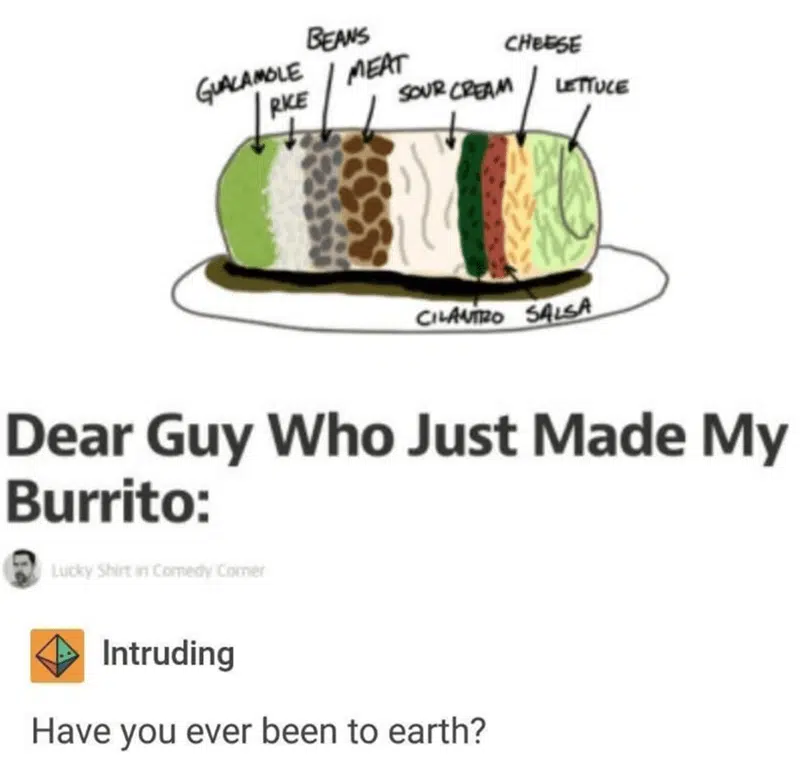 BEANS
CHEESE
GUACAMOLE
MEAT
RICE
SOUR CREAM
LETTUCE
CILANTRO
SALSA
Dear Guy Who Just Made My
Burrito:
Lucky Shirt in Comedy Corner
Intruding
Have you ever been to earth?